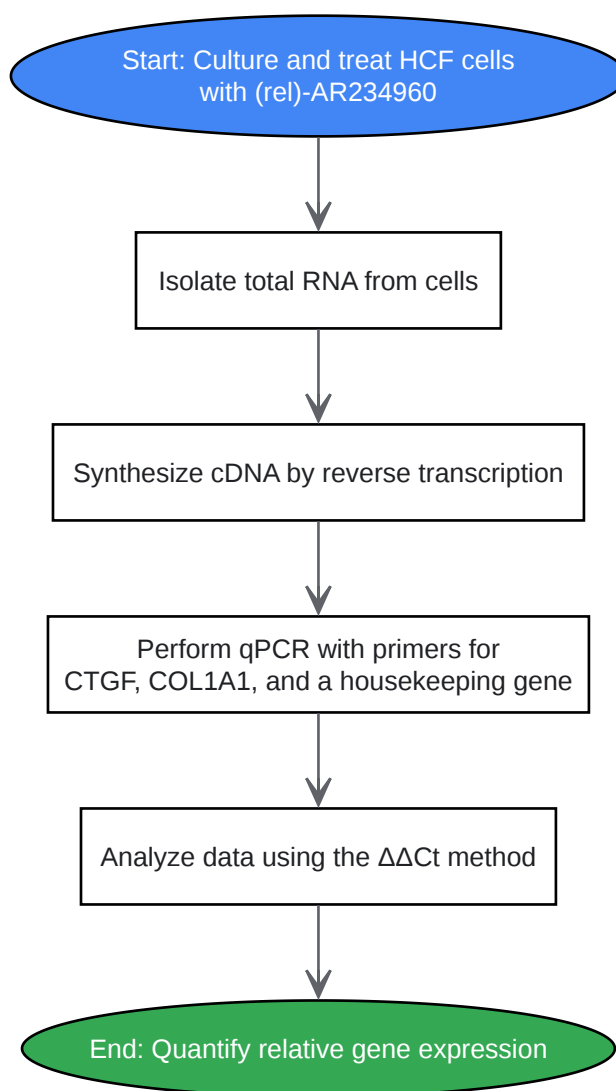 Start: Culture and treat HCF cells
with (rel)-AR234960
Isolate total RNA from cells
Synthesize cDNA by reverse transcription
Perform qPCR with primers for
CTGF, COL1A1, and a housekeeping gene
Analyze data using the ΔΔCt method
End: Quantify relative gene expression